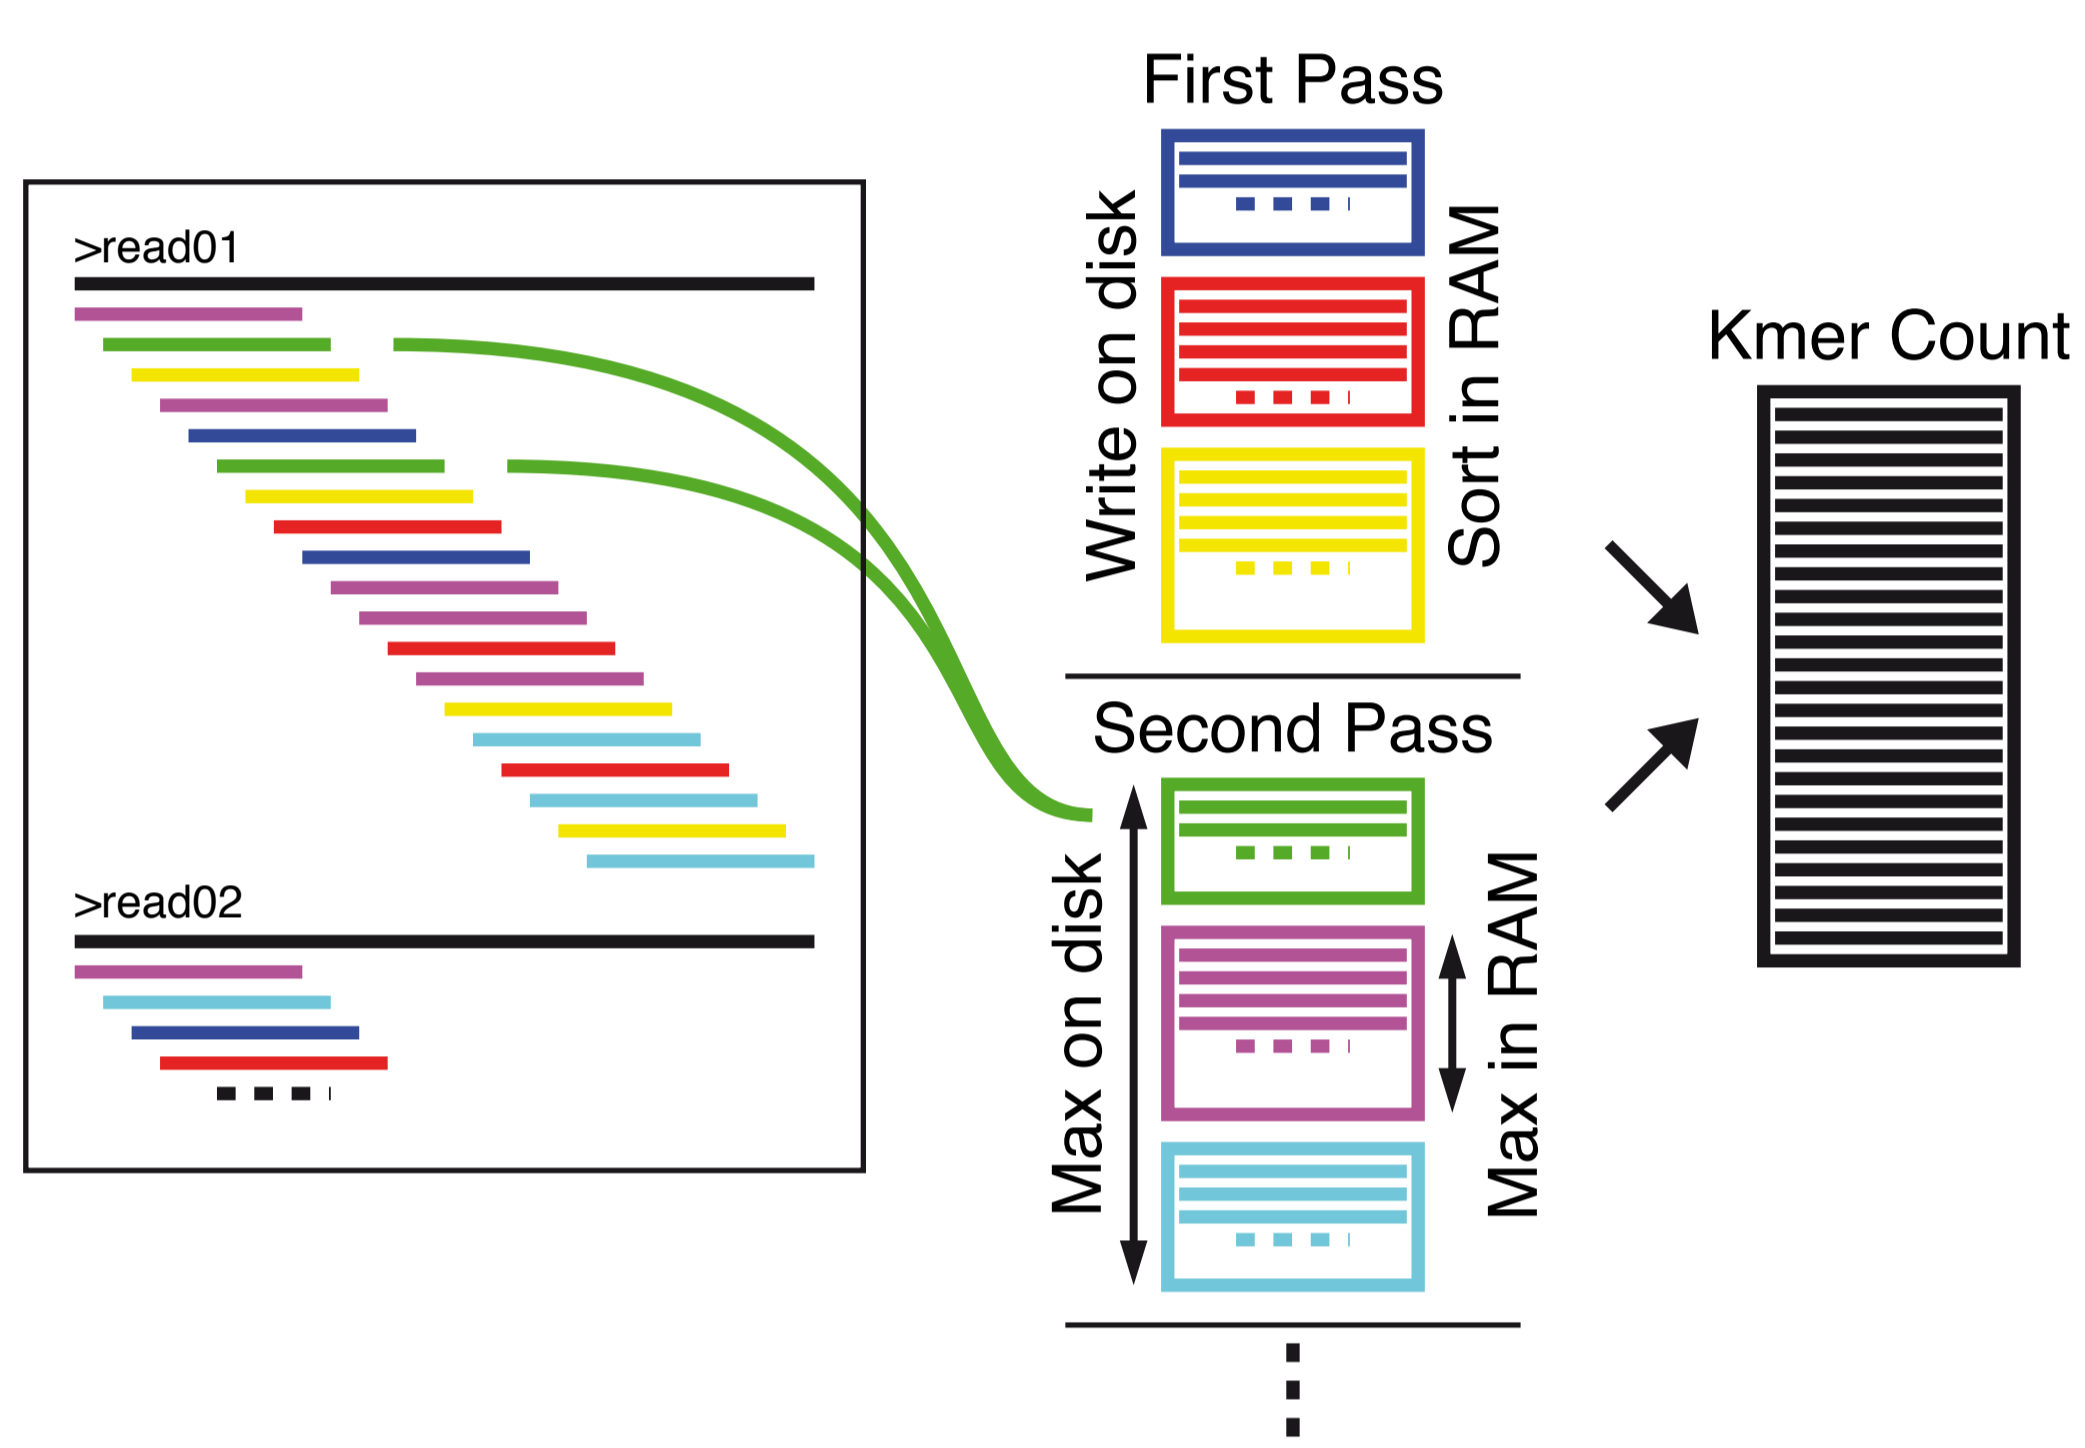 >read01
>read02
First Pass
Write on disk
Sort in RAM
Second Pass
Max on disk
Max in RAM
Kmer Count